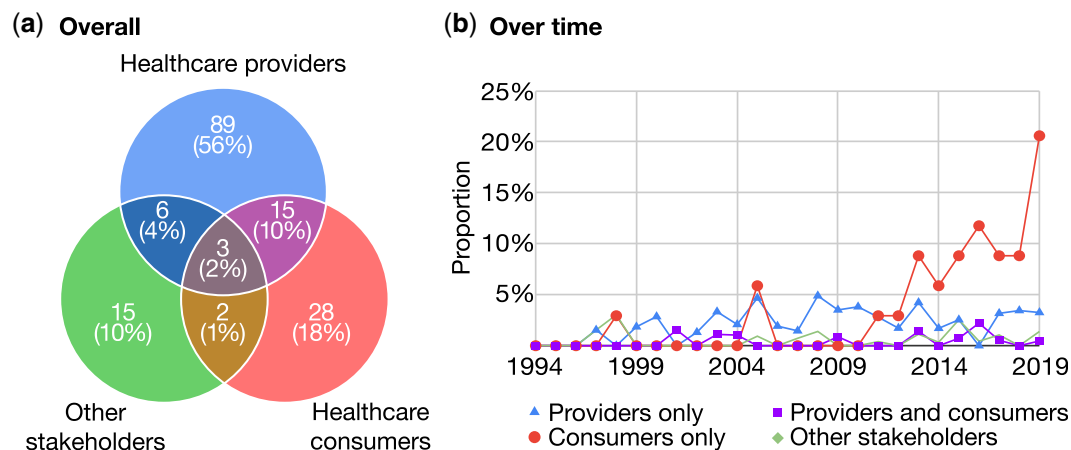 (a) Overall
Healthcare providers
89
(56%)
6
(4%)
15
(10%)
3
(2%)
15
(10%)
2
(1%)
28
(18%)
Other
stakeholders
Healthcare
consumers
(b) Over time
Proportion
25%
20%
15%
10%
5%
1994 1999 2004 2009 2014 2019
Providers only
Consumers only
Providers and consumers
Other stakeholders